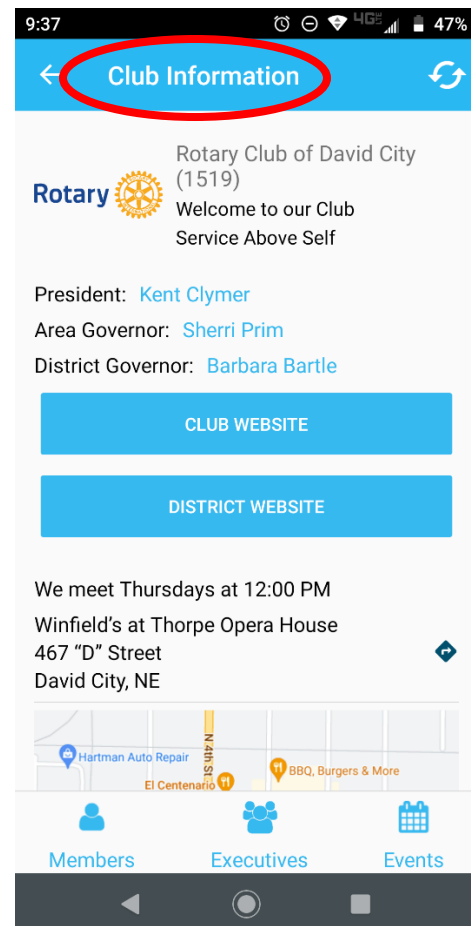 9:37
4GE
47%
Club Information
Rotary
Rotary Club of David City
(1519)
Welcome to our Club
Service Above Self
President: Kent Clymer
Area Governor: Sherri Prim
District Governor: Barbara Bartle
CLUB WEBSITE
DISTRICT WEBSITE
We meet Thursdays at 12:00 PM
Winfield’s at Thorpe Opera House
467 “D” Street
David City, NE
N 4th St
Hartman Auto Repair
BBQ, Burgers & More
El Centenario
Members
Executives
Events